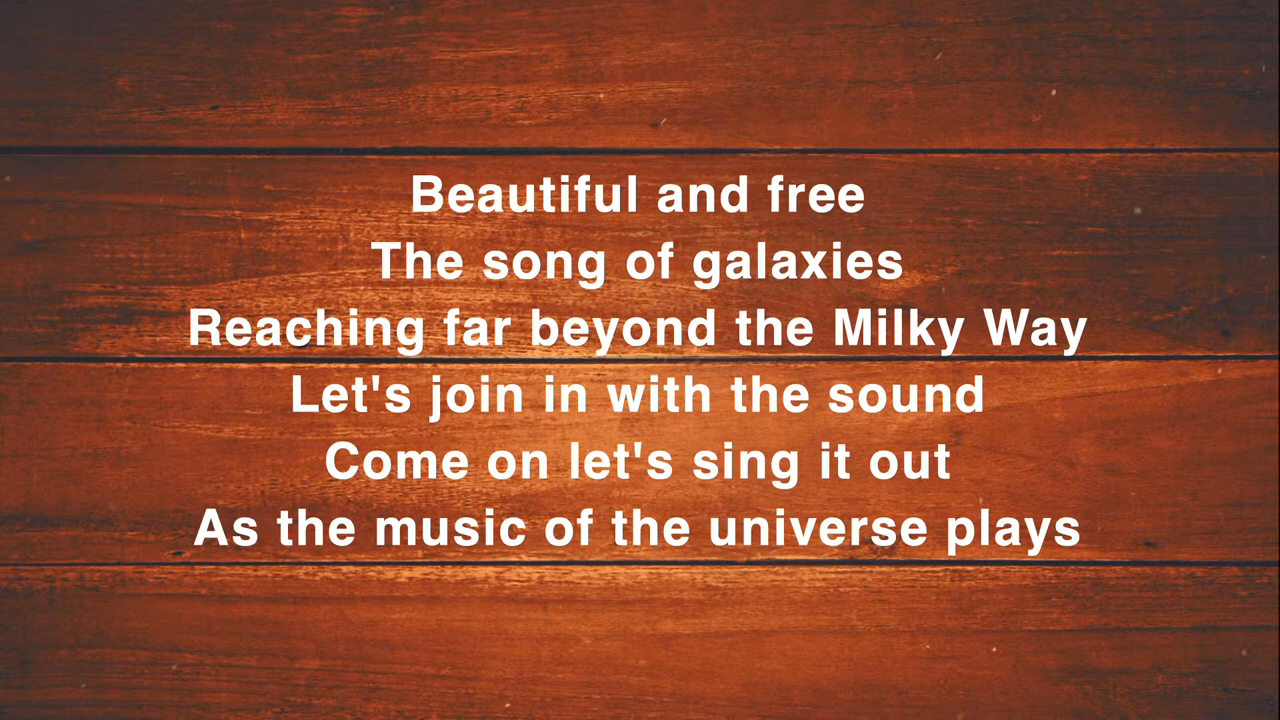 Beautiful and free
The song of galaxies
Reaching far beyond the Milky Way
Let's join in with the sound
Come on let's sing it out
As the music of the universe plays